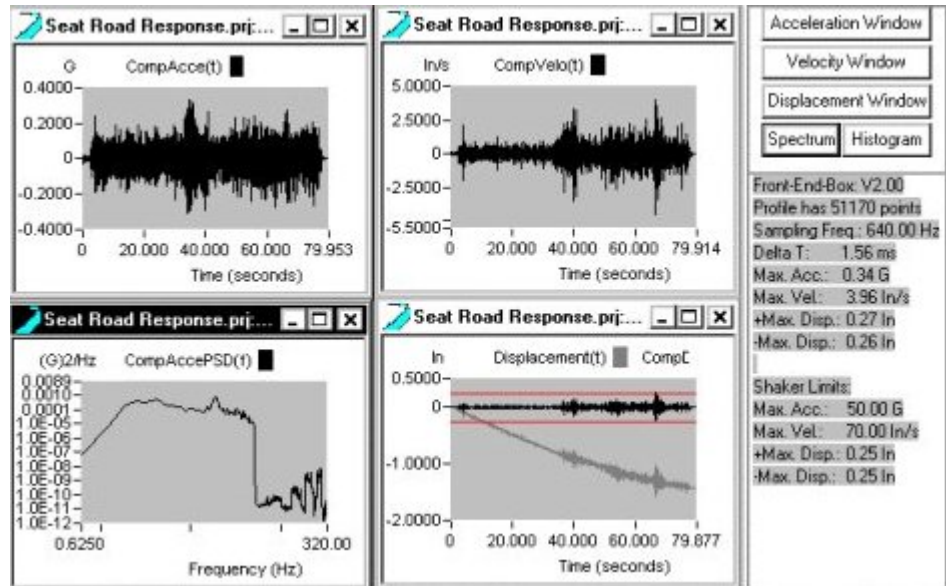 Seat Road Response.prj:...
G CompAcce(t)
0.4000
0.2000
0
-0.2000
-0.4000
0 20.000 40.000 60.000 79.953
Time (seconds)
Seat Road Response.prj:...
In/s CompVelo(t)
5.0000
2.5000
0
-2.5000
-5.5000
0 20.000 40.000 60.000 79.914
Time (seconds)
Seat Road Response.prj:...
(G)2/Hz CompAccePSD(t)
0.0089
0.0010
0.0001
1.0E-05
1.0E-06
1.0E-07
1.0E-08
1.0E-09
1.0E-10
1.0E-11
1.0E-12
0.6250 320.00
Frequency (Hz)
Seat Road Response.prj:...
In Displacement(t) CompD
0.5000
0
-1.0000
-2.0000
0 20.000 40.000 60.000 79.877
Time (seconds)
Acceleration Window
Velocity Window
Displacement Window
Spectrum Histogram
Front-End-Box: V2.00
Profile has 51170 points
Sampling Freq.: 640.00 Hz
Delta T: 1.56 ms
Max. Acc.: 0.34 G
Max. Vel.: 3.96 In/s
+Max. Disp.: 0.27 In
-Max. Disp.: 0.26 In
Shaker Limits:
Max. Acc.: 50.00 G
Max. Vel.: 70.00 In/s
+Max. Disp.: 0.25 In
-Max. Disp.: 0.25 In